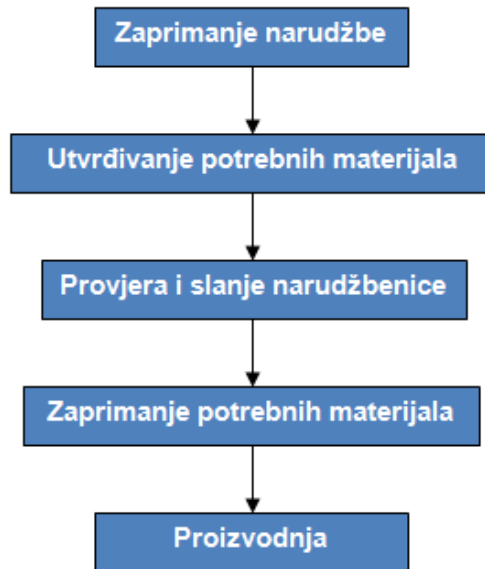 Zaprimanje narudžbe
Utvrđivanje potrebnih materijala
Provjera i slanje narudžbenice
Zaprimanje potrebnih materijala
Proizvodnja